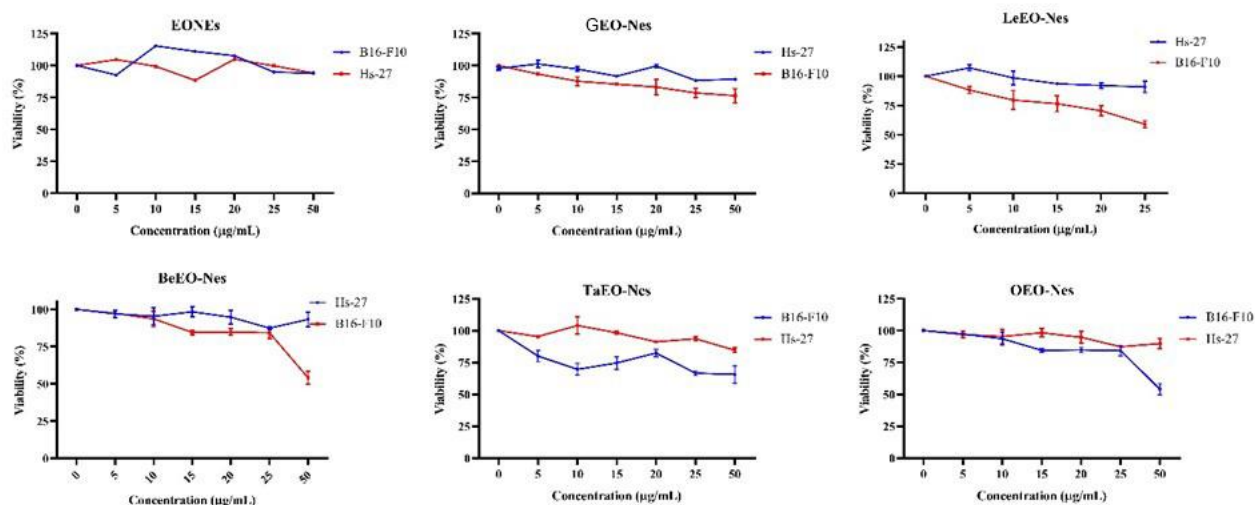 EONEs
125
100
75
50
25
0
Viability (%)
0 5 10 15 20 25 50
Concentration (µg/mL)
B16-F10
Hs-27
GEO-Nes
125
100
75
50
25
0
Viability (%)
0 5 10 15 20 25 50
Concentration (µg/mL)
Hs-27
B16-F10
LeEO-Nes
125
100
75
50
25
0
Viability (%)
0 5 10 15 20 25
Concentration (µg/mL)
Hs-27
B16-F10
BeEO-Nes
100
75
50
25
0
Viability (%)
0 5 10 15 20 25 50
Concentration (µg/mL)
Hs-27
B16-F10
TaEO-Nes
125
100
75
50
25
0
Viability (%)
0 5 10 15 20 25 50
Concentration (µg/mL)
B16-F10
Hs-27
OEO-Nes
125
100
75
50
25
0
Viability (%)
0 5 10 15 20 25 50
Concentration (µg/mL)
B16-F10
Hs-27